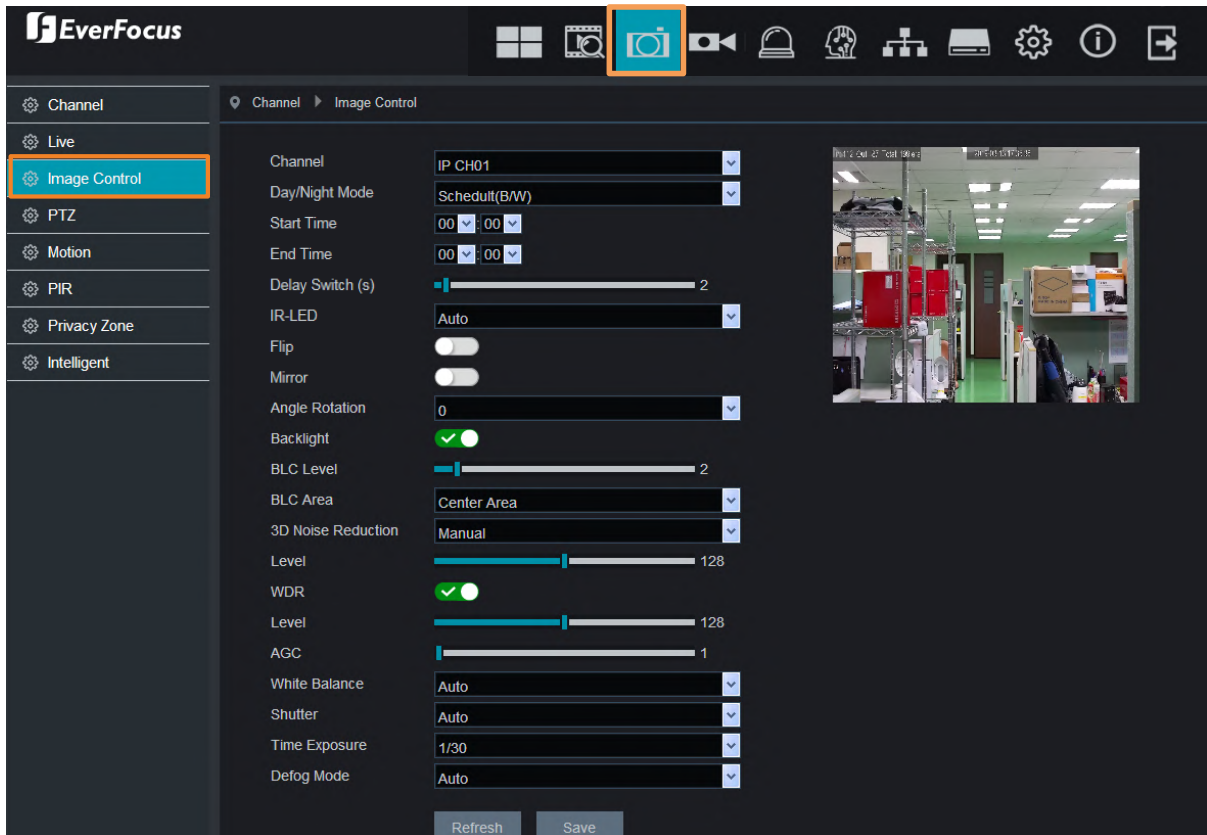 EverFocus
Channel
Live
Image Control
PTZ
Motion
PIR
Privacy Zone
Intelligent
Channel Image Control
Channel IP CH01
Day/Night Mode Schedult(B/W)
Start Time 00 : 00
End Time 00 : 00
Delay Switch (s) 2
IR-LED Auto
Flip
Mirror
Angle Rotation 0
Backlight
BLC Level 2
BLC Area Center Area
3D Noise Reduction Manual
Level 128
WDR
Level 128
AGC 1
White Balance Auto
Shutter Auto
Time Exposure 1/30
Defog Mode Auto
Refresh Save